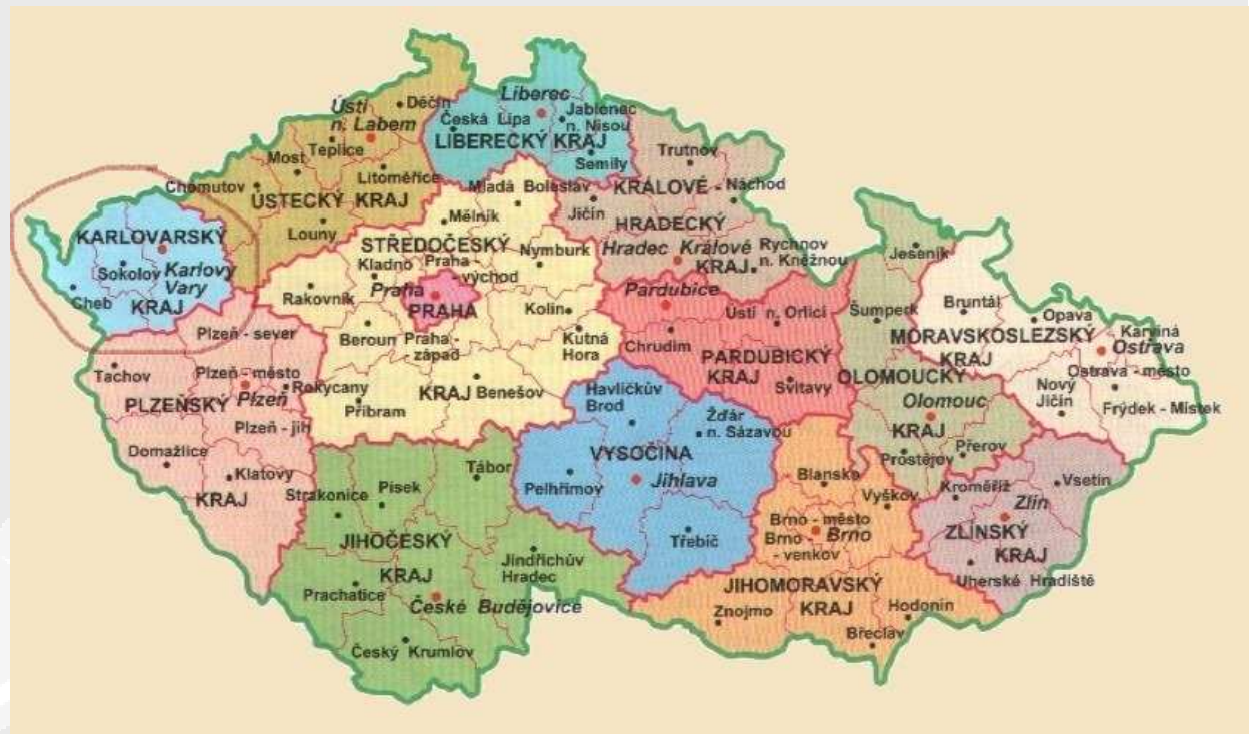 Ústí
n. Labem
Děčín
Teplice
Most
Chomutov
Litoměřice
ÚSTECKÝ KRAJ
Louny
Liberec
Česká Lípa
Jablonec
n. Nisou
LIBERECKÝ KRAJ
Semily
KARLOVARSKÝ
Sokolov
Karlovy
Vary
Cheb
KRAJ
Mladá Boleslav
Mělník
STŘEDOČESKÝ
Nymburk
Kladno
Praha -
- východ
Rakovník
Praha
PRAHA
Kolín
Beroun
Praha -
- západ
Kutná
Hora
KRAJ
Benešov
Příbram
Trutnov
KRÁLOVÉ -
Náchod
Jičín
HRADECKÝ
Hradec Králové
KRAJ
Rychnov
n. Kněžnou
Pardubice
Ústí n. Orlicí
Chrudim
PARDUBICKÝ
KRAJ
Svitavy
Plzeň - sever
Tachov
Plzeň - město
Rokycany
PLZEŇSKÝ
Plzeň
Plzeň - jih
Domažlice
Klatovy
KRAJ
Tábor
Písek
Strakonice
JIHOČESKÝ
Jindřichův
Hradec
KRAJ
Prachatice
České Budějovice
Český Krumlov
Havlíčkův
Brod
Žďár
n. Sázavou
VYSOČINA
Pelhřimov
Jihlava
Třebíč
Jeseník
Šumperk
OLOMOUCKÝ
Olomouc
KRAJ
Přerov
Prostějov
Bruntál
Opava
Karviná
MORAVSKOSLEZSKÝ
Ostrava
KRAJ
Ostrava - město
Nový
Jičín
Frýdek - Místek
Blansko
Vyškov
Brno - město
Brno
Brno -
- venkov
JIHOMORAVSKÝ
KRAJ
Znojmo
Hodonín
Břeclav
Vsetín
Kroměříž
Zlín
ZLÍNSKÝ
KRAJ
Uherské Hradiště